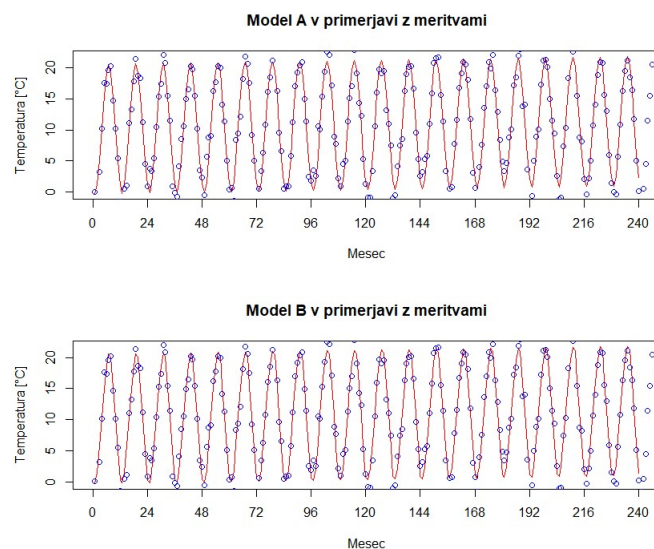 Model A v primerjavi z meritvami
Temperatura [°C]
20
15
10
5
0
0 24 48 72 96 120 144 168 192 216 240
Mesec
Model B v primerjavi z meritvami
Temperatura [°C]
20
15
10
5
0
0 24 48 72 96 120 144 168 192 216 240
Mesec